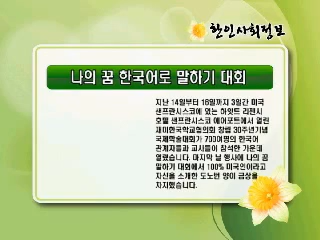 한인사회정보
나의 꿈 한국어로 말하기 대회
지난 14일부터 16일까지 3일간 미국
샌프란시스코에 있는 하얏트 리젠시
호텔 샌프란시스코 에어포트에서 열린
재미한국학교협의회 창립 30주년기념
국제학술대회가 700여명의 한국어
관계자들과 교사들이 참석한 가운데
열렸습니다. 마지막 날 행사에 나의 꿈
말하기 대회에서 100% 미국인이라고
자신을 소개한 도노반 양이 금상을
차지했습니다.